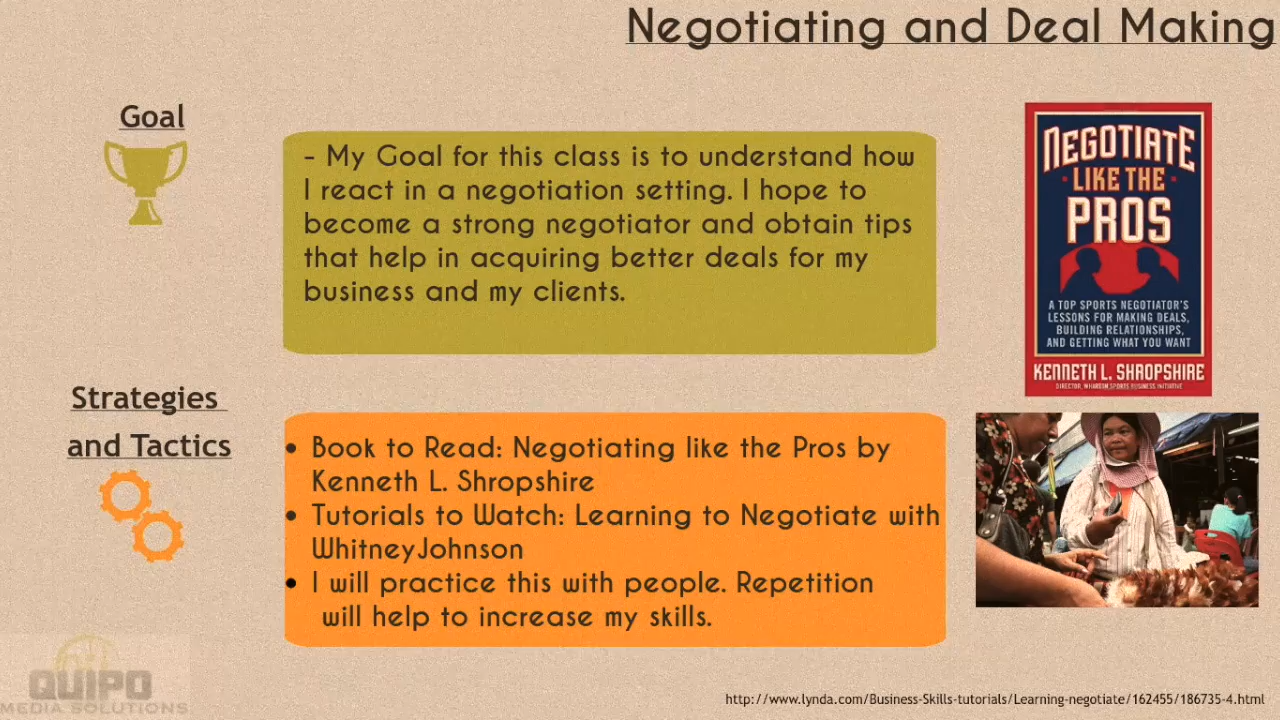 Negotiating and Deal Making
Goal
- My Goal for this class is to understand how
I react in a negotiation setting. I hope to
become a strong negotiator and obtain tips
that help in acquiring better deals for my
business and my clients.
NEGOTIATE
LIKE THE
PROS
A TOP SPORTS NEGOTIATOR'S
LESSONS FOR MAKING DEALS,
BUILDING RELATIONSHIPS,
AND GETTING WHAT YOU WANT
KENNETH L. SHROPSHIRE
DIRECTOR, WHARTON SPORTS BUSINESS INITIATIVE
Strategies
and Tactics
• Book to Read: Negotiating like the Pros by
Kenneth L. Shropshire
• Tutorials to Watch: Learning to Negotiate with
WhitneyJohnson
• I will practice this with people. Repetition
will help to increase my skills.
QUIPO
MEDIA SOLUTIONS
http://www.lynda.com/Business-Skills-tutorials/Learning-negotiate/162455/186735-4.html